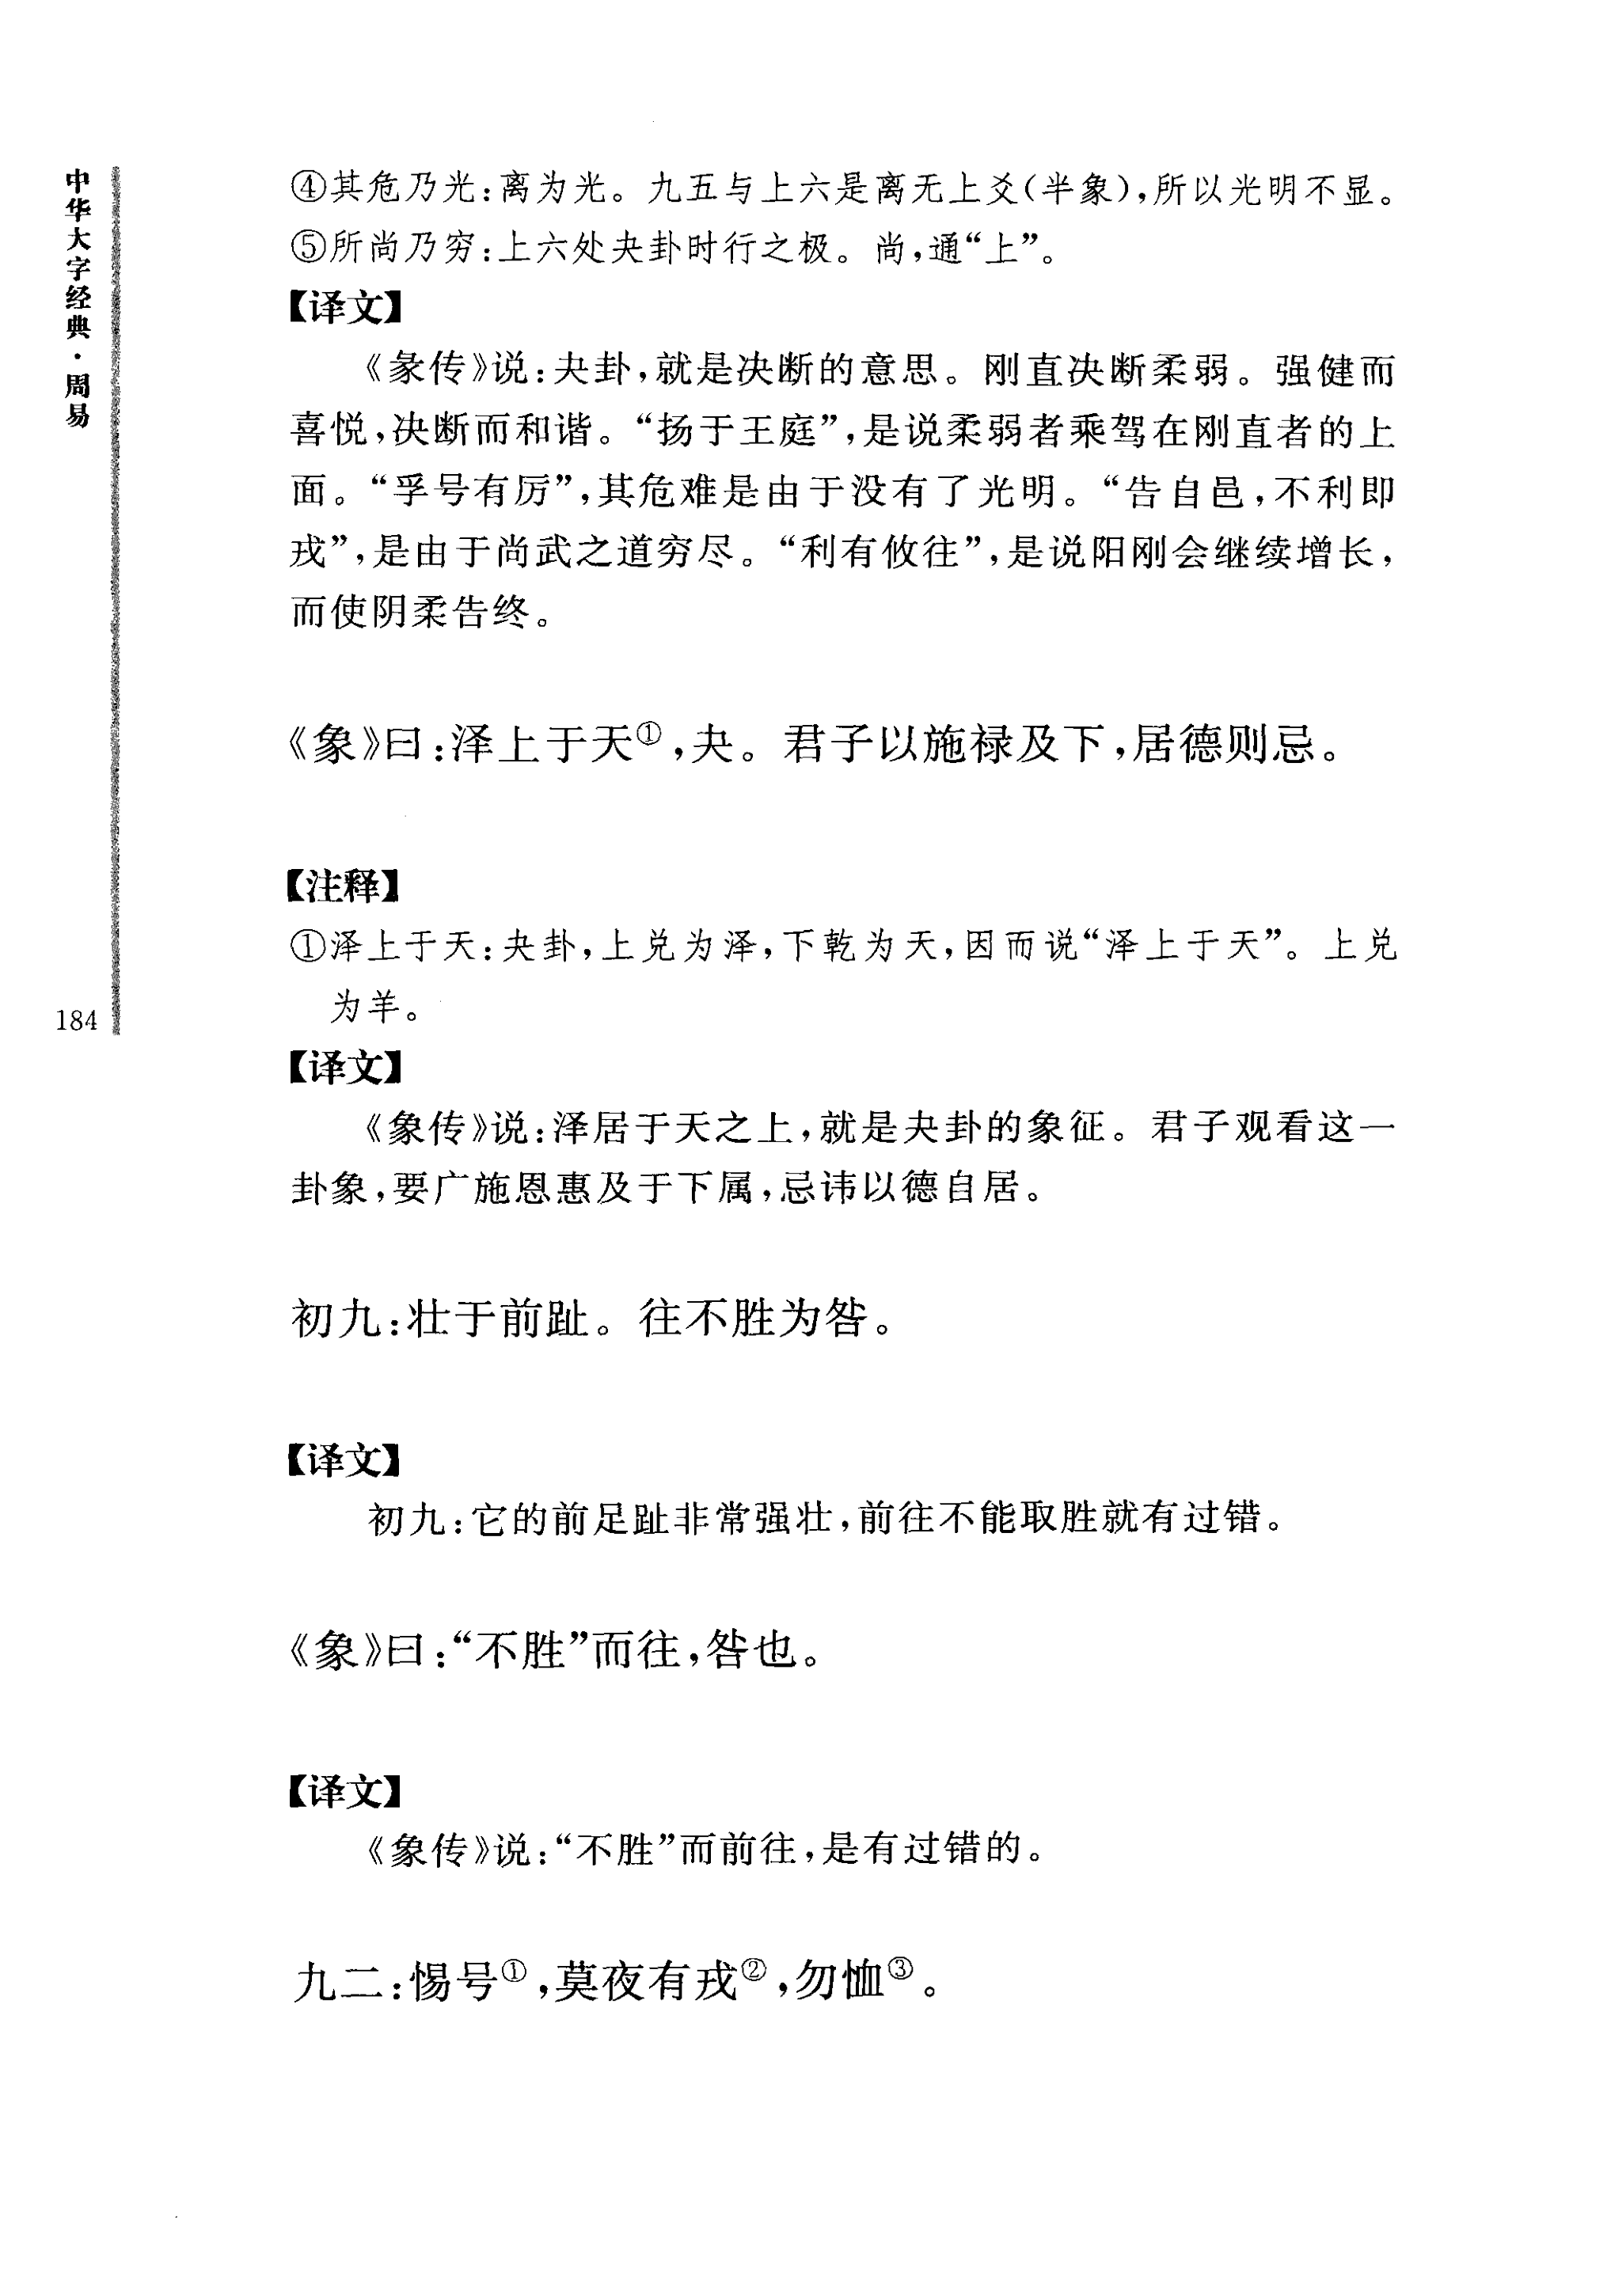 中华大字经典·周易
184
④其危乃光:离为光。九五与上六是离无上爻(半象),所以光明不显。
⑤所尚乃穷:上六处夬卦时行之极。尚,通“上”。
【译文】
《彖传》说:夬卦,就是决断的意思。刚直决断柔弱。强健而
喜悦,决断而和谐。“扬于王庭”,是说柔弱者乘驾在刚直者的上
面。“孚号有厉”,其危难是由于没有了光明。“告自邑,不利即
戎”,是由于尚武之道穷尽。“利有攸往”,是说阳刚会继续增长,
而使阴柔告终。
《象》曰:泽上于天①,夬。君子以施禄及下,居德则忌。
【注释】
①泽上于天:夬卦,上兑为泽,下乾为天,因而说“泽上于天”。上兑
为羊。
【译文】
《象传》说:泽居于天之上,就是夬卦的象征。君子观看这一
卦象,要广施恩惠及于下属,忌讳以德自居。
初九:壮于前趾。往不胜为咎。
【译文】
初九:它的前足趾非常强壮,前往不能取胜就有过错。
《象》曰:“不胜”而往,咎也。
【译文】
《象传》说:“不胜”而前往,是有过错的。
九二:惕号①,莫夜有戎②,勿恤③。